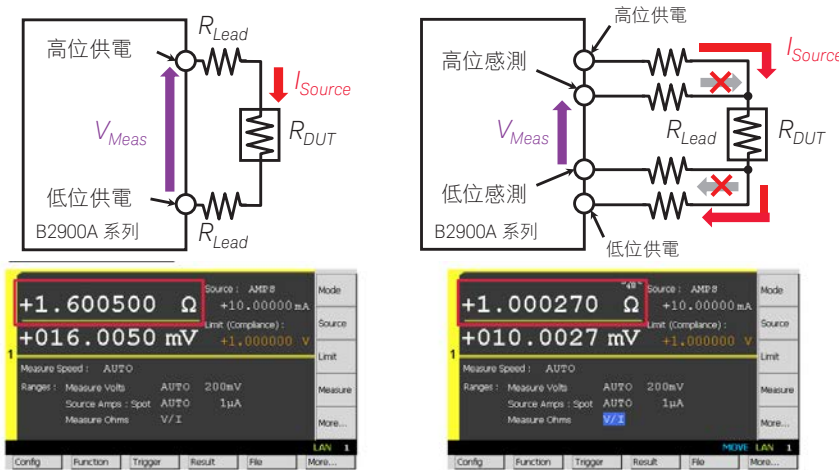 高位供電
R_Lead
I_Source
V_Meas
R_DUT
低位供電
B2900A 系列
R_Lead
高位供電
高位感測
I_Source
V_Meas
R_Lead
R_DUT
低位感測
B2900A 系列
低位供電
+1.600500 Ω
Source : AMPS
+10.00000 mA
+016.0050 mV
Limit (Compliance) :
+1.000000 V
1
Measure Speed : AUTO
Ranges : Measure Volts AUTO 200mV
Source Amps : Spot AUTO 1µA
Measure Ohms V/I
Mode
Source
Limit
Measure
More...
LAN 1
Config Function Trigger Result File More...
+1.000270 Ω
Source : AMPS
+10.00000 mA
+010.0027 mV
Limit (Compliance) :
+1.000000 V
1
Measure Speed : AUTO
Ranges : Measure Volts AUTO 200mV
Source Amps : Spot AUTO 1µA
Measure Ohms V/I
Mode
Source
Limit
Measure
More...
MOVE LAN 1
Config Function Trigger Result File More...